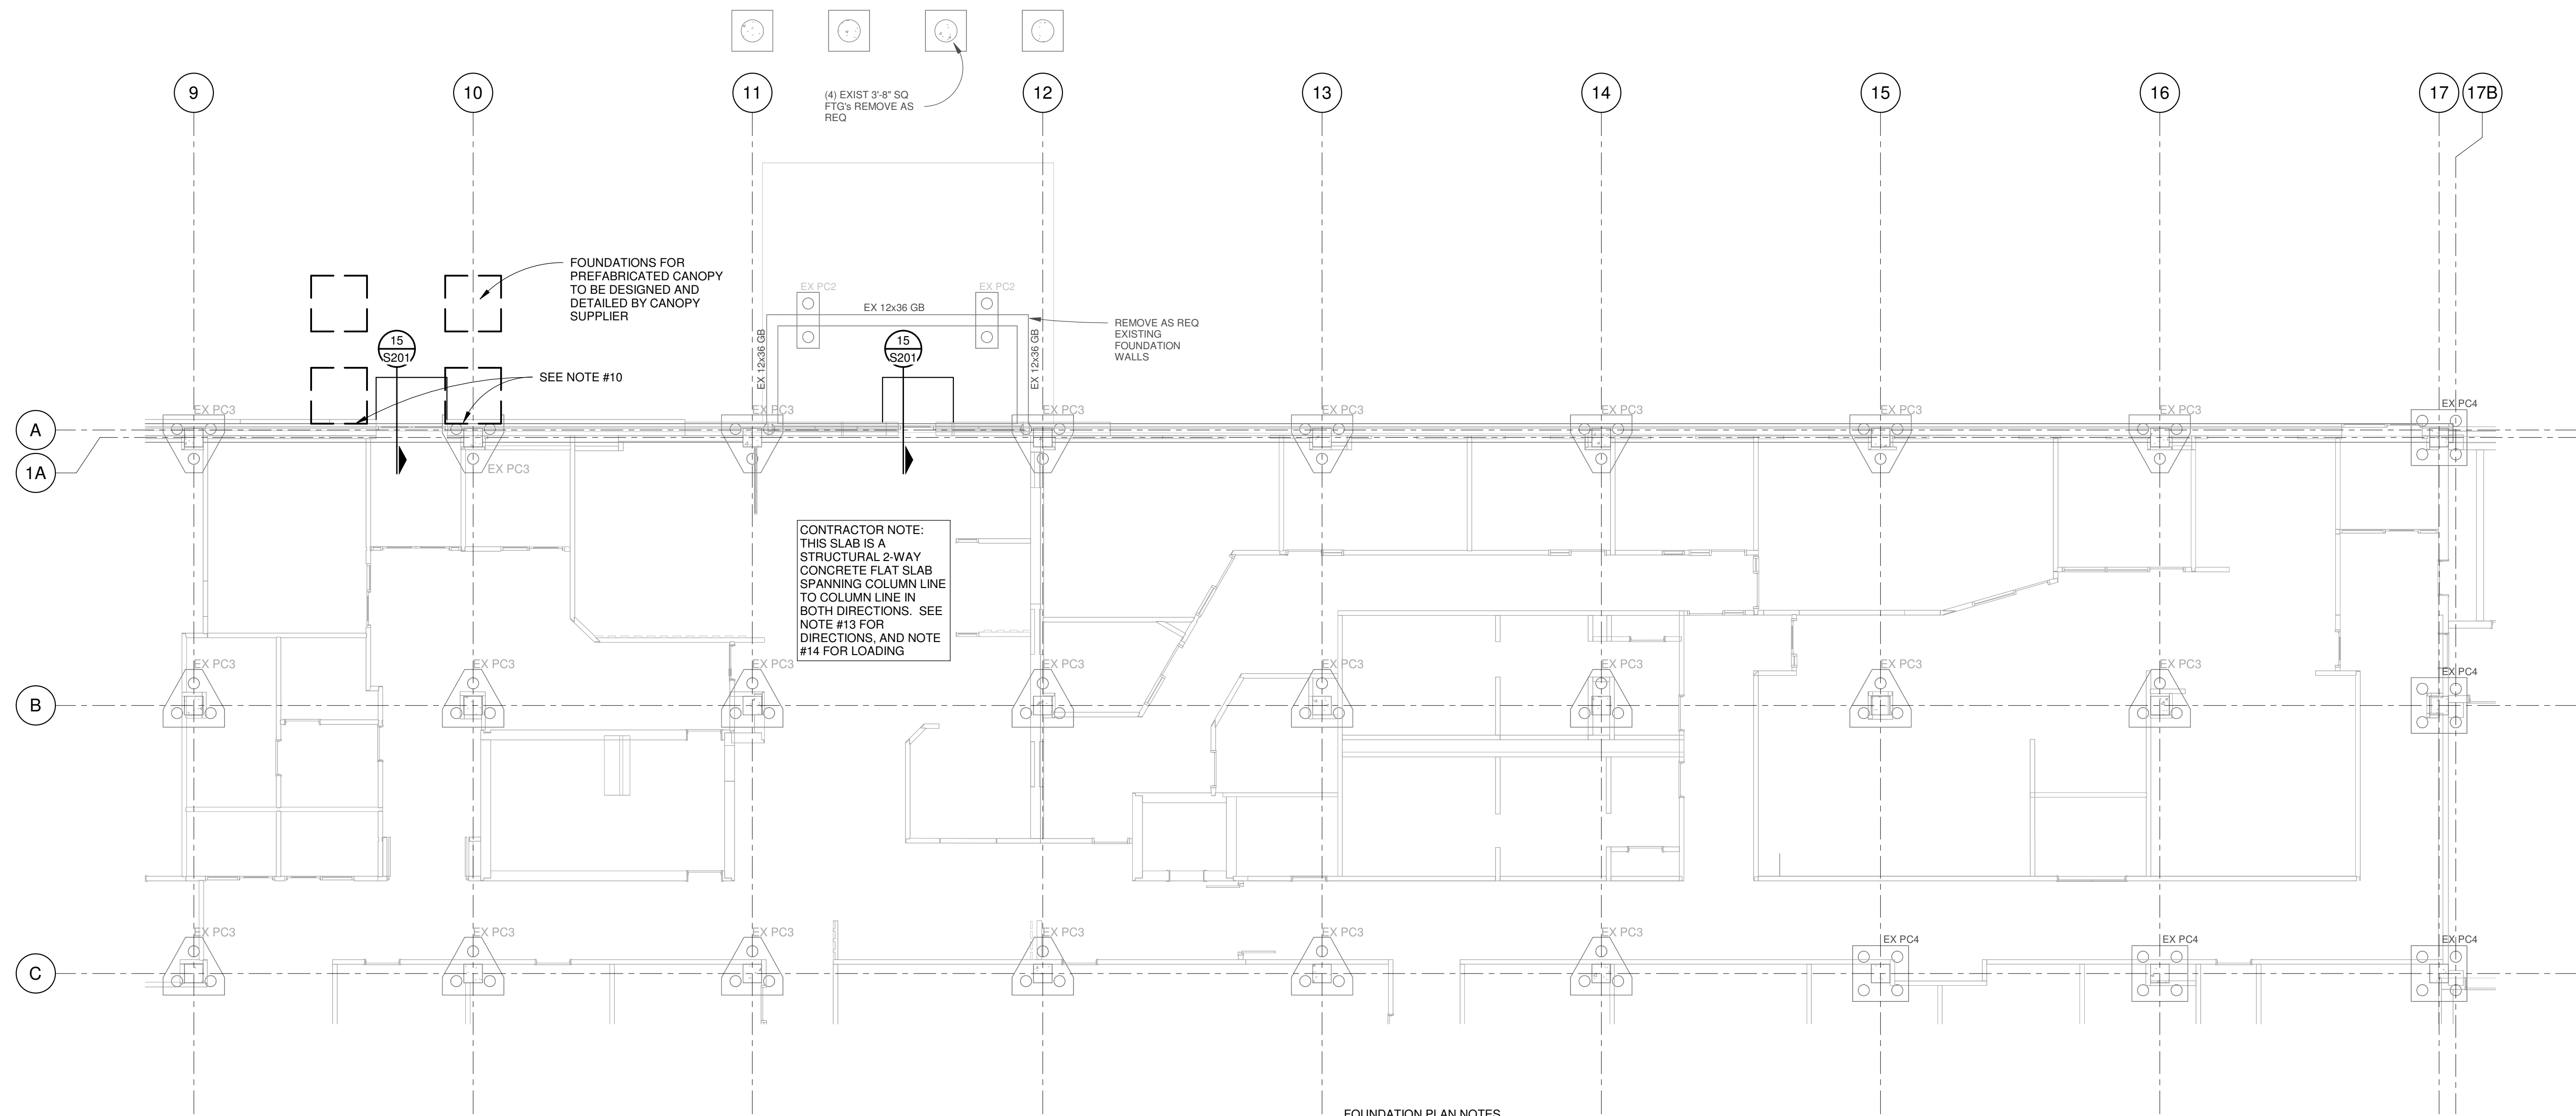 (4) EXIST 3'-8" SQ
FTG's REMOVE AS
REQ
9
10
11
12
13
14
15
16
17
17B
FOUNDATIONS FOR
PREFABRICATED CANOPY
TO BE DESIGNED AND
DETAILED BY CANOPY
SUPPLIER
EX PC2
EX PC2
EX 12x36 GB
EX 12x36 GB
EX 12x36 GB
REMOVE AS REQ
EXISTING
FOUNDATION
WALLS
15
S201
15
S201
SEE NOTE #10
EX PC3
EX PC3
EX PC3
EX PC3
EX PC3
EX PC3
EX PC3
EX PC4
A
1A
EX PC3
CONTRACTOR NOTE:
THIS SLAB IS A
STRUCTURAL 2-WAY
CONCRETE FLAT SLAB
SPANNING COLUMN LINE
TO COLUMN LINE IN
BOTH DIRECTIONS. SEE
NOTE #13 FOR
DIRECTIONS, AND NOTE
#14 FOR LOADING
EX PC3
EX PC3
EX PC3
EX PC3
EX PC3
EX PC3
EX PC3
EX PC3
EX PC4
B
EX PC3
EX PC3
EX PC3
EX PC3
EX PC3
EX PC3
EX PC4
EX PC4
EX PC4
C
FOUNDATION PLAN NOTES